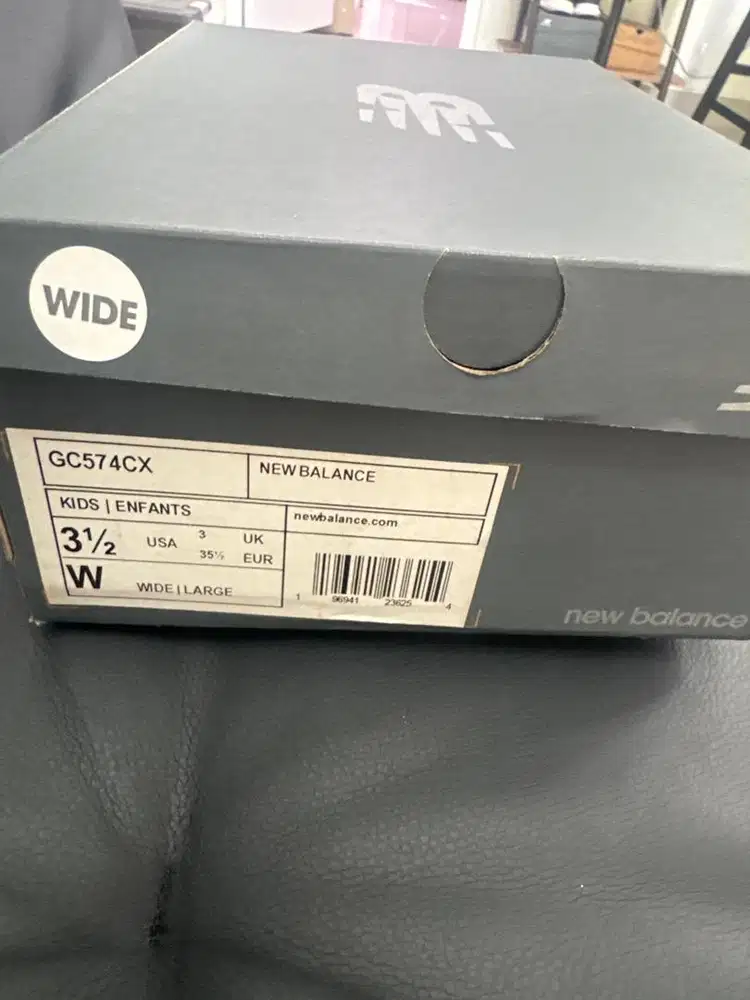 WIDE
GC574CX
NEW BALANCE
KIDS | ENFANTS
newbalance.com
3½ USA 3 UK
35½ EUR
W WIDE | LARGE
1 96941 23625 4
new balance